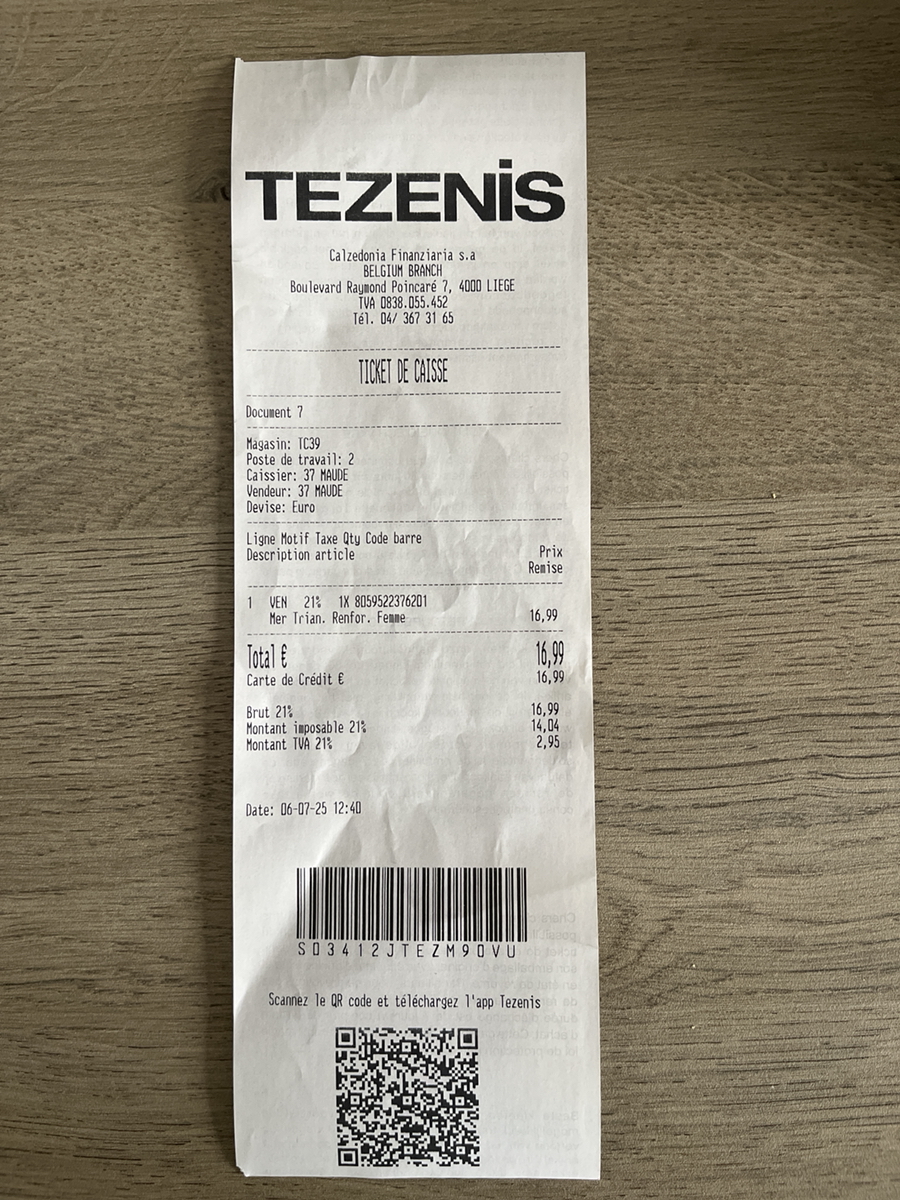 TEZENiS
Calzedonia Finanziaria s.a
BELGIUM BRANCH
Boulevard Raymond Poincaré 7, 4000 LIEGE
TVA 0838.055.452
Tél. 04/ 367 31 65
TICKET DE CAISSE
Document 7
Magasin: TC39
Poste de travail: 2
Caissier: 37 MAUDE
Vendeur: 37 MAUDE
Devise: Euro
Ligne Motif Taxe Qty Code barre
Description article Prix
Remise
1 VEN 21% 1X 8059522376201
Mer Trian. Renfor. Femme 16,99
Total € 16,99
Carte de Crédit € 16,99
Brut 21% 16,99
Montant imposable 21% 14,04
Montant TVA 21% 2,95
Date: 06-07-25 12:40
S03412JTEZM90VU
Scannez le QR code et téléchargez l'app Tezenis